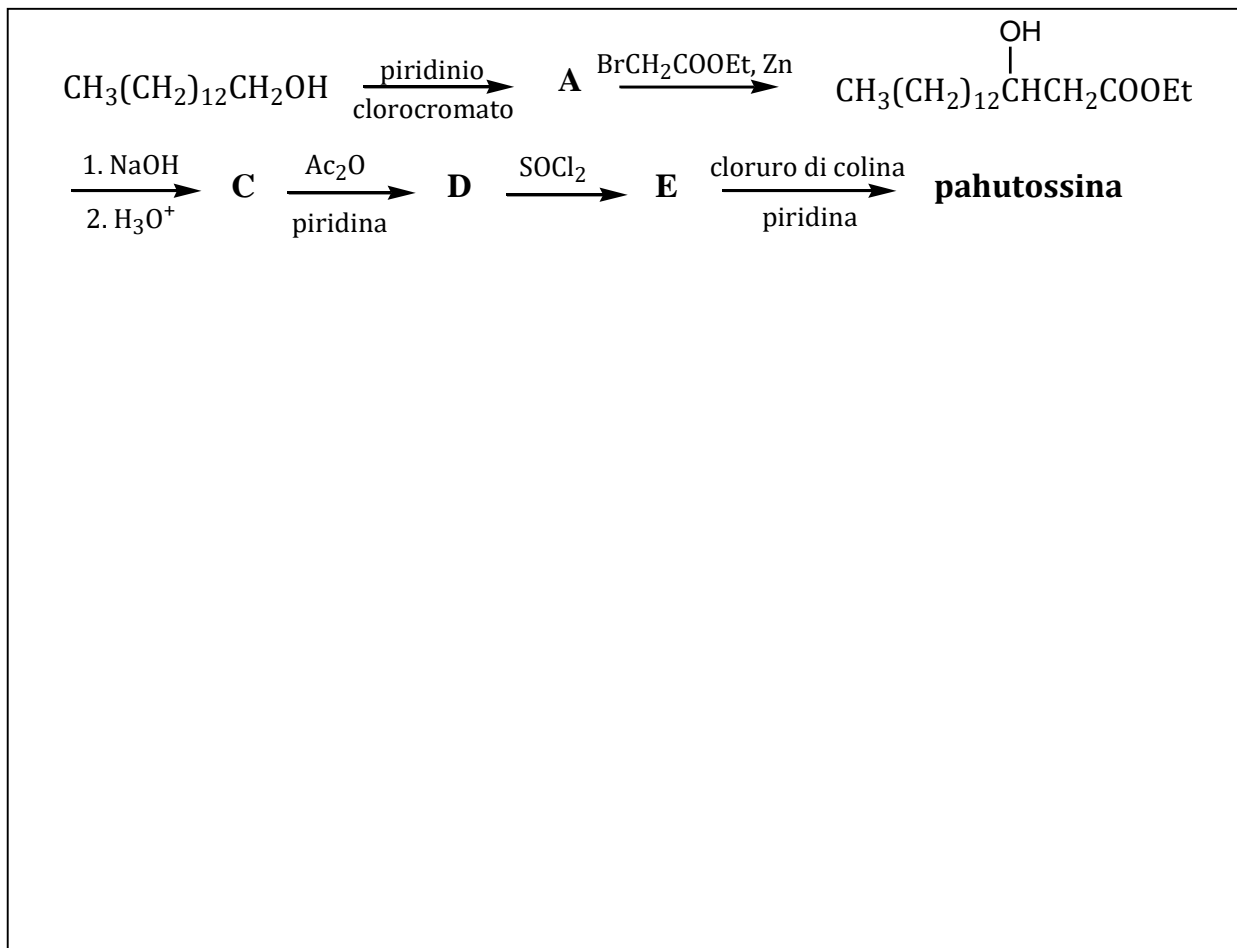 OH
CH₃(CH₂)₁₂CH₂OH piridinio clorocromato A BrCH₂COOEt, Zn CH₃(CH₂)₁₂CHCH₂COOEt
1. NaOH 2. H₃O⁺ C Ac₂O piridina D SOCl₂ E cloruro di colina piridina pahutossina